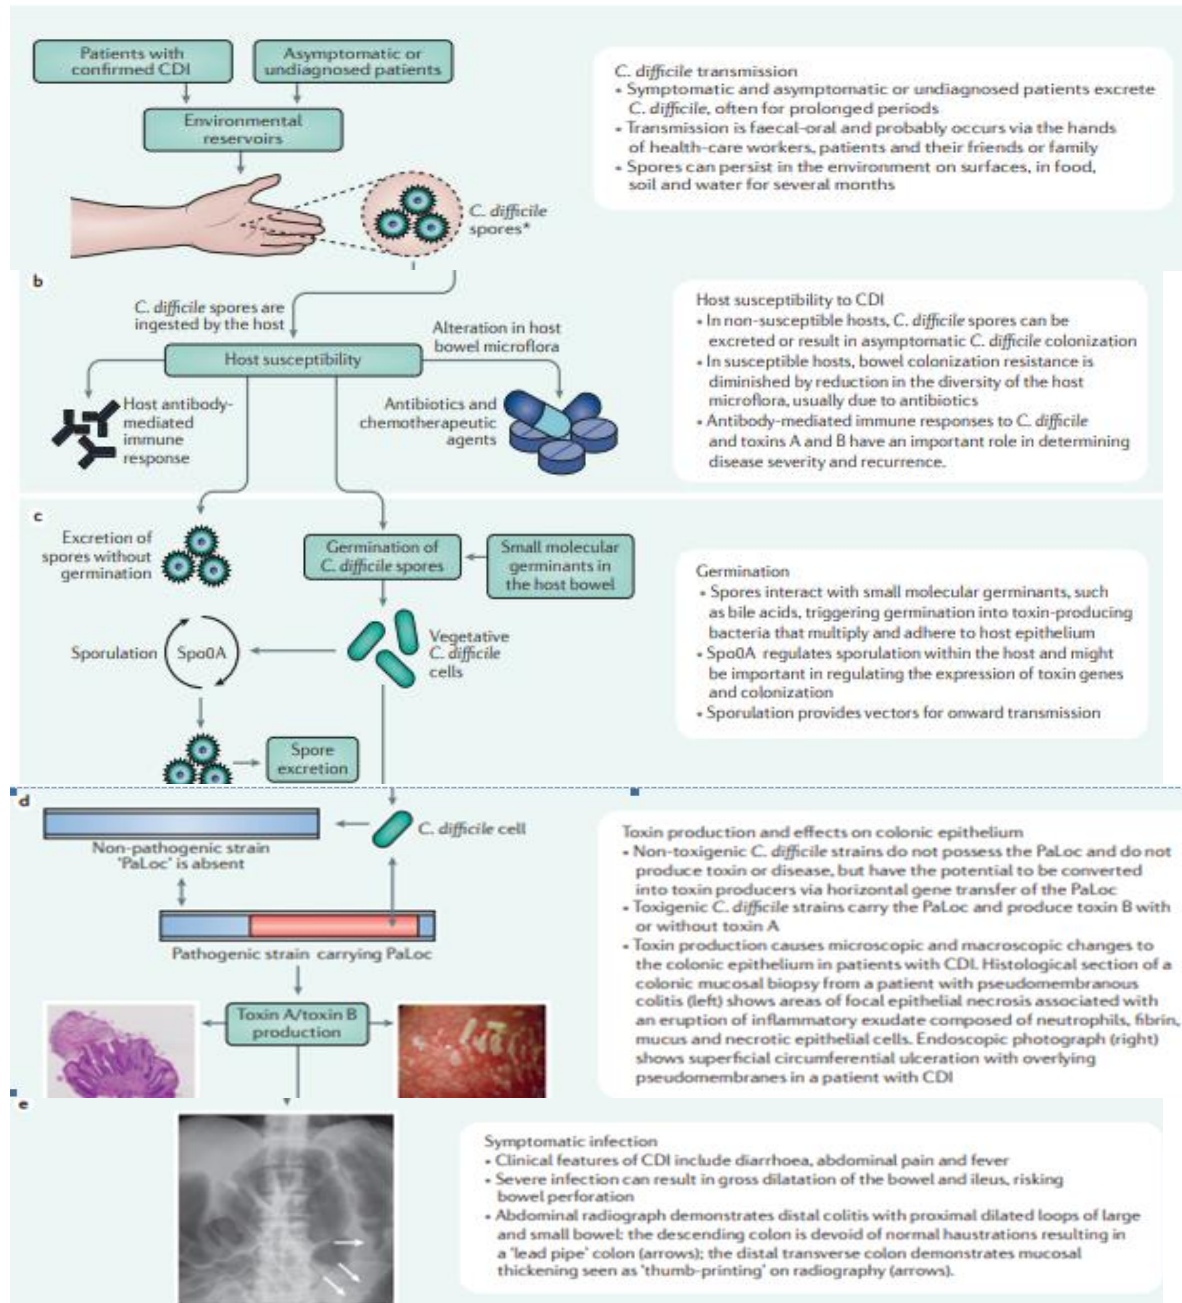 Patients with
confirmed CDI
Asymptomatic or
undiagnosed patients
Environmental
reservoirs
C. difficile
spores*
C. difficile transmission
• Symptomatic and asymptomatic or undiagnosed patients excrete
C. difficile, often for prolonged periods
• Transmission is faecal-oral and probably occurs via the hands
of health-care workers, patients and their friends or family
• Spores can persist in the environment on surfaces, in food,
soil and water for several months
b
C. difficile spores are
ingested by the host
Alteration in host
bowel microflora
Host susceptibility
Host antibody-
mediated
immune
response
Antibiotics and
chemotherapeutic
agents
Host susceptibility to CDI
• In non-susceptible hosts, C. difficile spores can be
excreted or result in asymptomatic C. difficile colonization
• In susceptible hosts, bowel colonization resistance is
diminished by reduction in the diversity of the host
microflora, usually due to antibiotics
• Antibody-mediated immune responses to C. difficile
and toxins A and B have an important role in determining
disease severity and recurrence.
c
Excretion of
spores without
germination
Germination of
C. difficile spores
Small molecular
germinants in
the host bowel
Sporulation
Spo0A
Vegetative
C. difficile
cells
Spore
excretion
Germination
• Spores interact with small molecular germinants, such
as bile acids, triggering germination into toxin-producing
bacteria that multiply and adhere to host epithelium
• Spo0A regulates sporulation within the host and might
be important in regulating the expression of toxin genes
and colonization
• Sporulation provides vectors for onward transmission
d
C. difficile cell
Non-pathogenic strain
'PaLoc' is absent
Pathogenic strain carrying PaLoc
Toxin A/toxin B
production
Toxin production and effects on colonic epithelium
• Non-toxigenic C. difficile strains do not possess the PaLoc and do not
produce toxin or disease, but have the potential to be converted
into toxin producers via horizontal gene transfer of the PaLoc
• Toxigenic C. difficile strains carry the PaLoc and produce toxin B with
or without toxin A
• Toxin production causes microscopic and macroscopic changes to
the colonic epithelium in patients with CDI. Histological section of a
colonic mucosal biopsy from a patient with pseudomembranous
colitis (left) shows areas of focal epithelial necrosis associated with
an eruption of inflammatory exudate composed of neutrophils, fibrin,
mucus and necrotic epithelial cells. Endoscopic photograph (right)
shows superficial circumferential ulceration with overlying
pseudomembranes in a patient with CDI
e
Symptomatic infection
• Clinical features of CDI include diarrhoea, abdominal pain and fever
• Severe infection can result in gross dilatation of the bowel and ileus, risking
bowel perforation
• Abdominal radiograph demonstrates distal colitis with proximal dilated loops of large
and small bowel: the descending colon is devoid of normal haustrations resulting in
a 'lead pipe' colon (arrows); the distal transverse colon demonstrates mucosal
thickening seen as 'thumb-printing' on radiography (arrows).